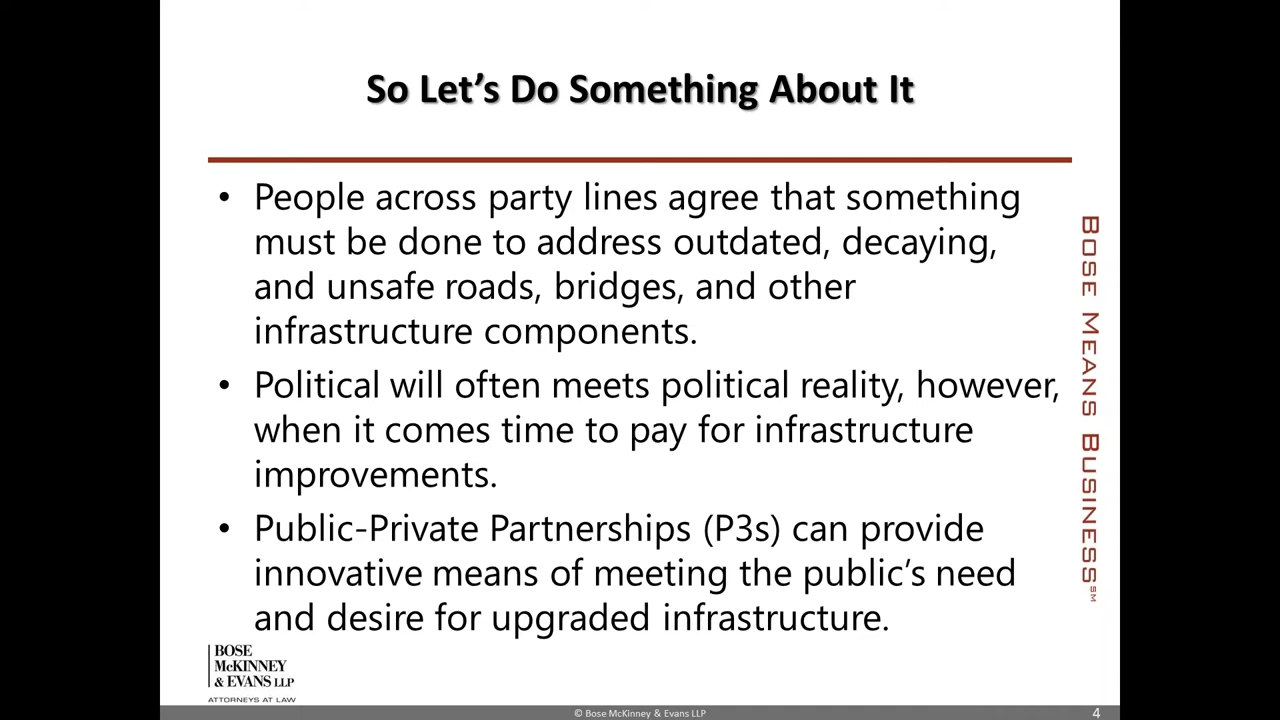 So Let’s Do Something About It
• People across party lines agree that something
must be done to address outdated, decaying,
and unsafe roads, bridges, and other
infrastructure components.
• Political will often meets political reality, however,
when it comes time to pay for infrastructure
improvements.
• Public-Private Partnerships (P3s) can provide
innovative means of meeting the public’s need
and desire for upgraded infrastructure.
BOSE MEANS BUSINESS℠
BOSE
McKINNEY
& EVANS LLP
ATTORNEYS AT LAW
© Bose McKinney & Evans LLP
4